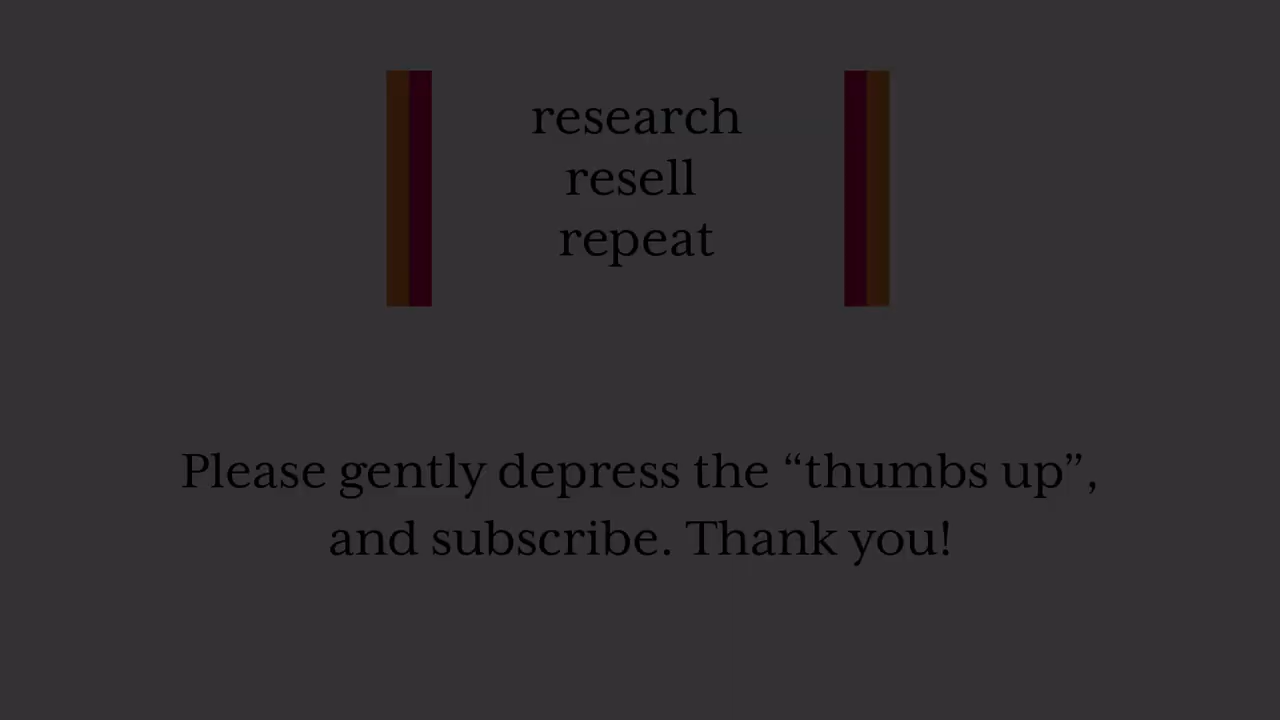 research
resell
repeat
Please gently depress the “thumbs up”,
and subscribe. Thank you!